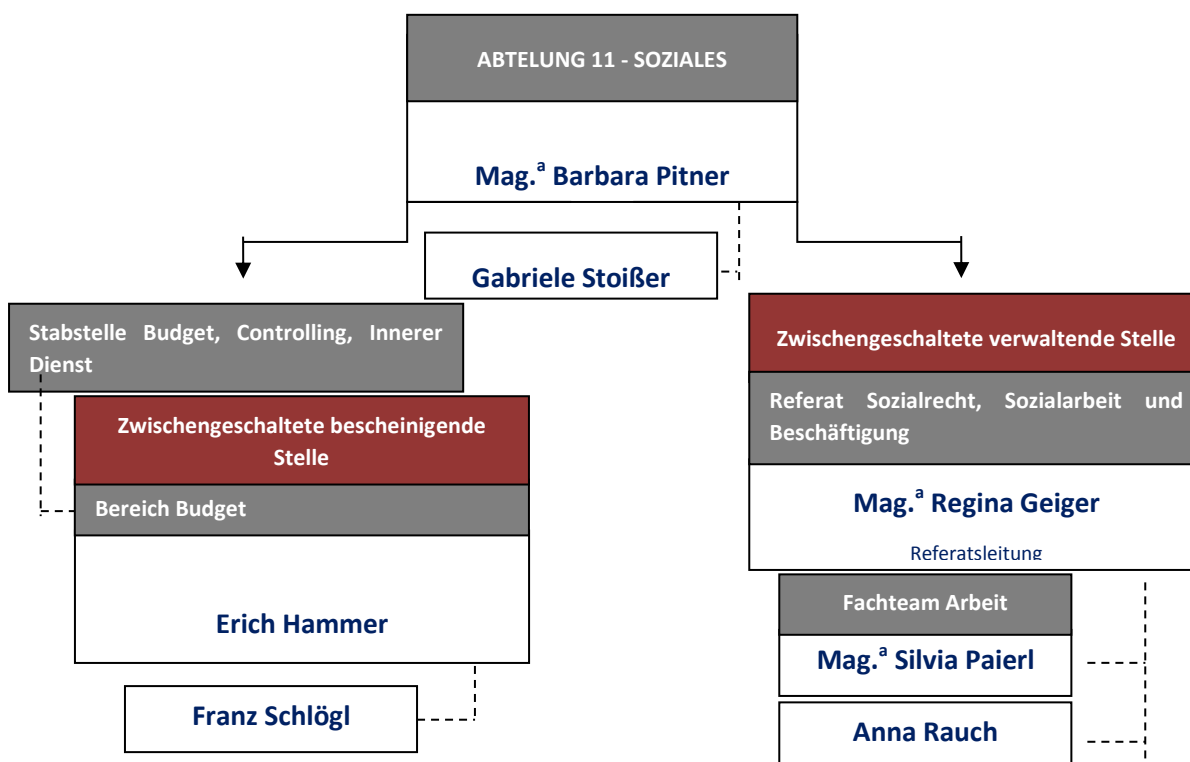 ABTELUNG 11 - SOZIALES
Mag.ª Barbara Pitner
Gabriele Stoißer
Stabstelle Budget, Controlling, Innerer
Dienst
Zwischengeschaltete bescheinigende
Stelle
Bereich Budget
Erich Hammer
Franz Schlögl
Zwischengeschaltete verwaltende Stelle
Referat Sozialrecht, Sozialarbeit und
Beschäftigung
Mag.ª Regina Geiger
Referatsleitung
Fachteam Arbeit
Mag.ª Silvia Paierl
Anna Rauch